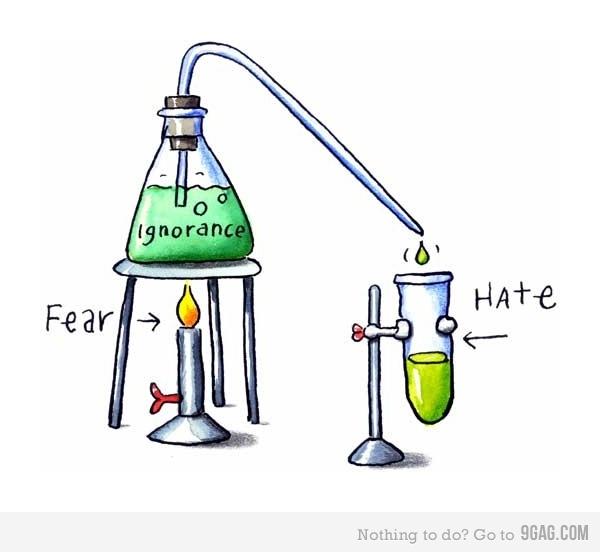 Ignorance
Fear →
HAte
←
Nothing to do? Go to 9GAG.COM